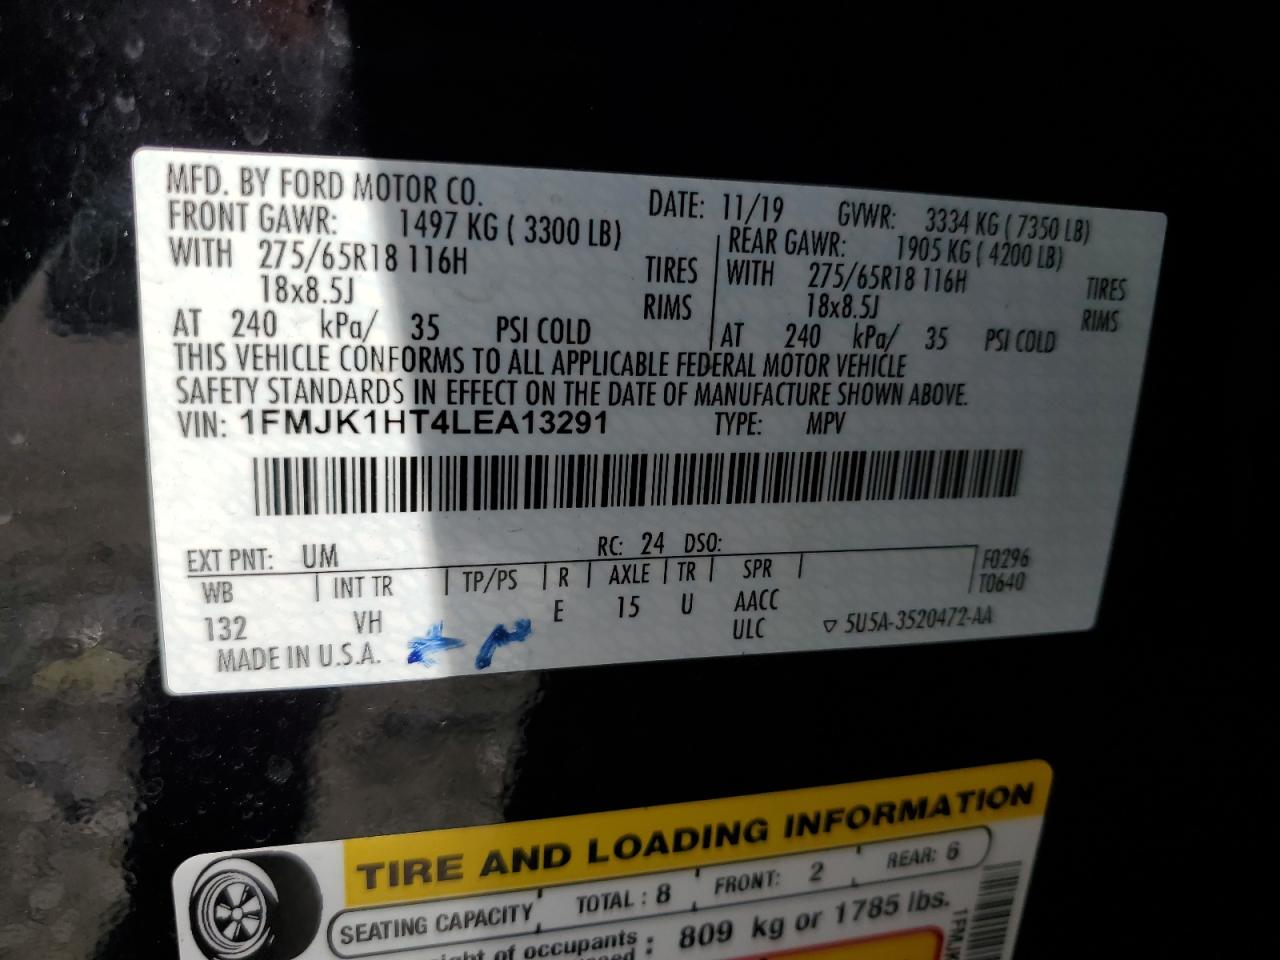 MFD. BY FORD MOTOR CO. DATE: 11/19 GVWR: 3334 KG ( 7350 LB)
FRONT GAWR: 1497 KG ( 3300 LB) REAR GAWR: 1905 KG ( 4200 LB)
WITH 275/65R18 116H TIRES WITH 275/65R18 116H TIRES
18x8.5J RIMS 18x8.5J RIMS
AT 240 kPa/ 35 PSI COLD AT 240 kPa/ 35 PSI COLD
THIS VEHICLE CONFORMS TO ALL APPLICABLE FEDERAL MOTOR VEHICLE
SAFETY STANDARDS IN EFFECT ON THE DATE OF MANUFACTURE SHOWN ABOVE.
VIN: 1FMJK1HT4LEA13291 TYPE: MPV
EXT PNT: UM RC: 24 DSO: F0296
WB INT TR TP/PS R AXLE TR SPR T0640
132 VH E 15 U AACC
ULC ▽ 5U5A-3520472-AA
MADE IN U.S.A.
TIRE AND LOADING INFORMATION
SEATING CAPACITY TOTAL : 8 FRONT: 2 REAR: 6
of occupants : 809 kg or 1785 lbs.